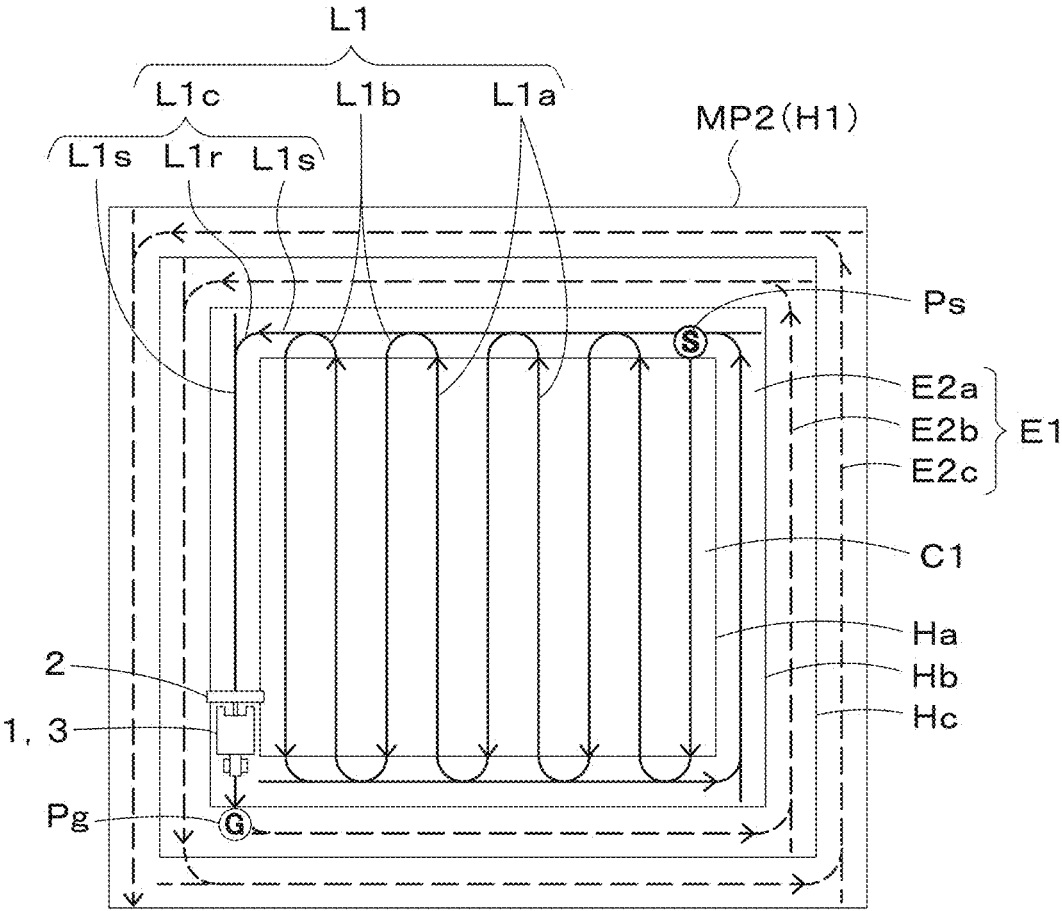 L1
L1c L1b L1a
MP2(H1)
L1s L1r L1s
Ps
S
E2a
E2b E1
E2c
C1
Ha
2
Hb
1, 3
Hc
Pg
G